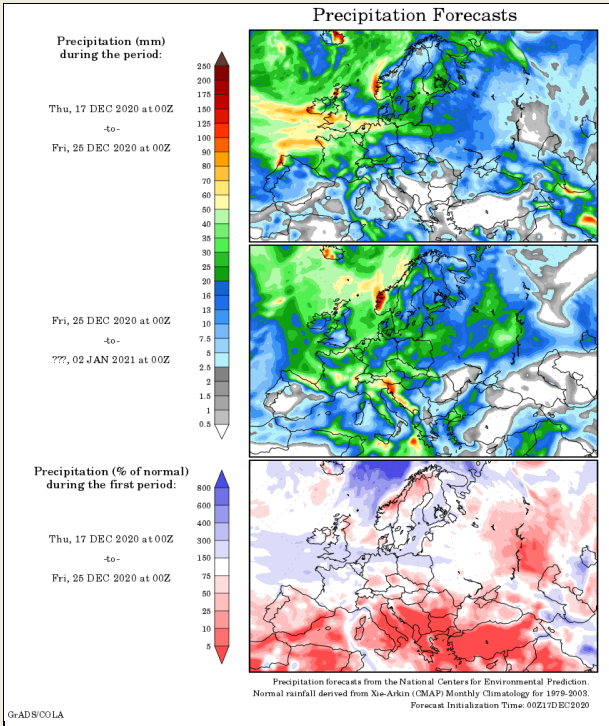 Precipitation Forecasts
Precipitation (mm)
during the period:
Thu, 17 DEC 2020 at 00Z
-to-
Fri, 25 DEC 2020 at 00Z
250
200
175
150
125
100
90
80
70
60
50
40
35
30
25
20
16
13
10
7.5
5
2.5
2
1.5
1
0.5
Fri, 25 DEC 2020 at 00Z
-to-
???, 02 JAN 2021 at 00Z
Precipitation (% of normal)
during the first period:
Thu, 17 DEC 2020 at 00Z
-to-
Fri, 25 DEC 2020 at 00Z
800
600
400
300
150
75
50
25
10
5
Precipitation forecasts from the National Centers for Environmental Prediction.
Normal rainfall derived from Xie-Arkin (CMAP) Monthly Climatology for 1979-2003.
Forecast Initialization Time: 00Z17DEC2020
GrADS/COLA